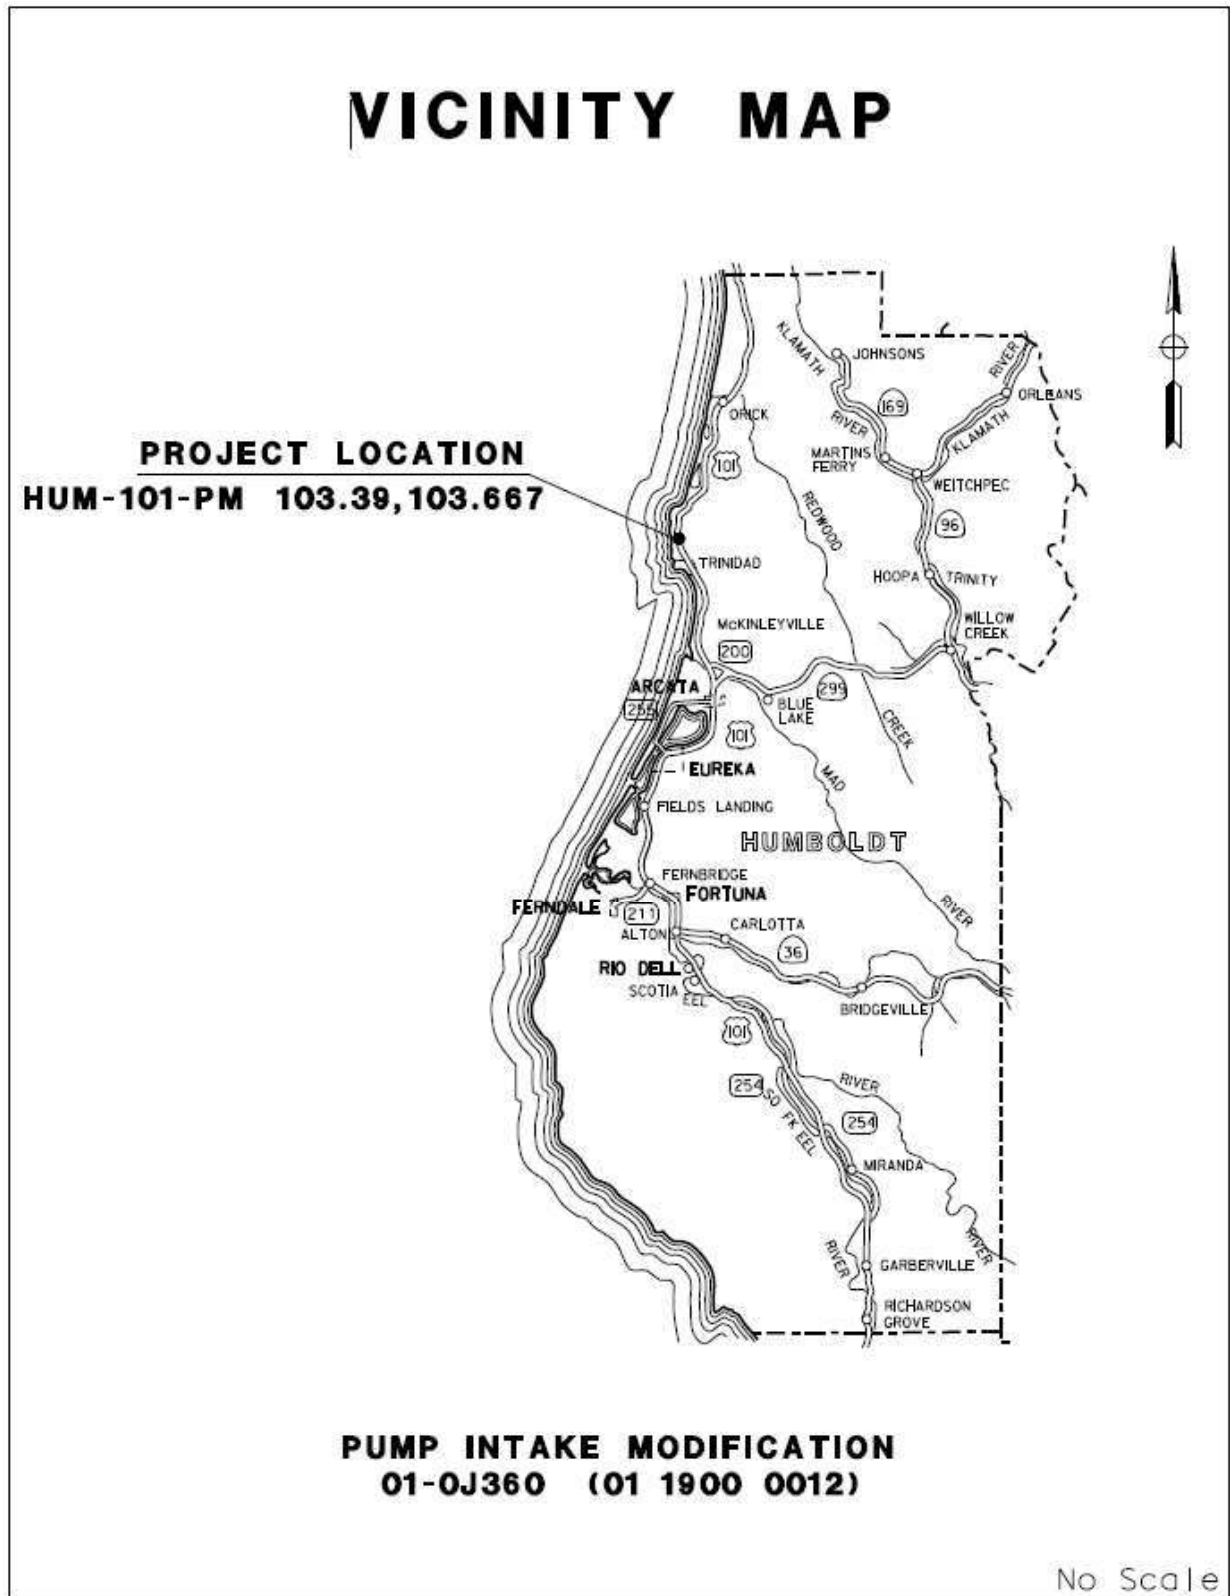 VICINITY MAP
KLAMATH
RIVER
JOHNSONS
RIVER
ORLEANS
169
ORICK
RIVER
KLAMATH
PROJECT LOCATION
MARTINS
FERRY
101
WEITCHPEC
HUM-101-PM 103.39,103.667
REDWOOD
96
TRINIDAD
HOOPA
TRINITY
McKINLEYVILLE
WILLOW
CREEK
200
ARCATA
299
255
BLUE
LAKE
CREEK
101
EUREKA
MAD
FIELDS LANDING
HUMBOLDT
FERNBRIDGE
FORTUNA
FERNDALE
211
RIVER
ALTON
CARLOTTA
36
RIO DELL
SCOTIA
EEL
BRIDGEVILLE
101
254
RIVER
SO FK EEL
254
MIRANDA
RIVER
RIVER
GARBERVILLE
RICHARDSON
GROVE
PUMP INTAKE MODIFICATION
01-0J360 (01 1900 0012)
No Scale